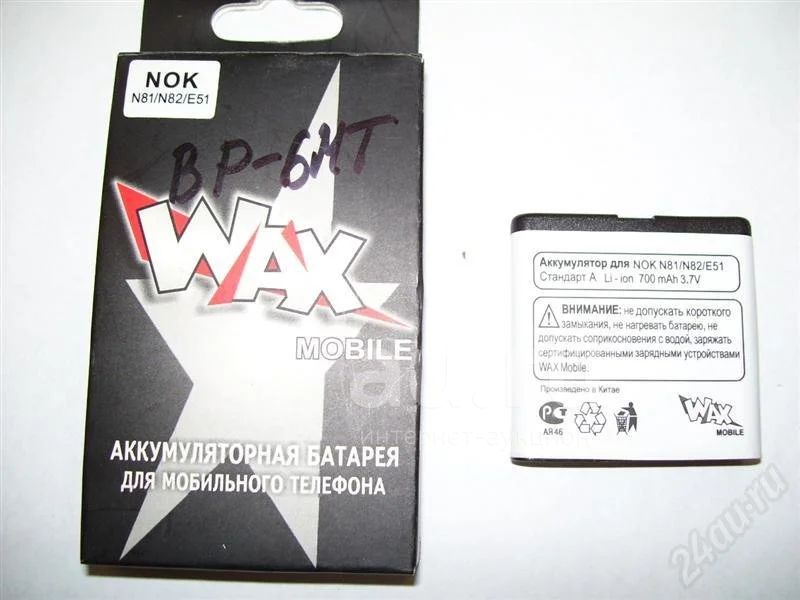 NOK
N81/N82/E51
BP-6MT
WAX
MOBILE
АККУМУЛЯТОРНАЯ БАТАРЕЯ
ДЛЯ МОБИЛЬНОГО ТЕЛЕФОНА
Аккумулятор для NOK N81/N82/E51
Стандарт А Li-ion 700 mAh 3.7V
ВНИМАНИЕ: не допускать короткого
замыкания, не нагревать батарею, не
допускать соприкосновения с водой, заряжать
сертифицированными зарядными устройствами
WAX Mobile.
Произведено в Китае
РСТ
АЯ46
WAX
MOBILE
24au.ru